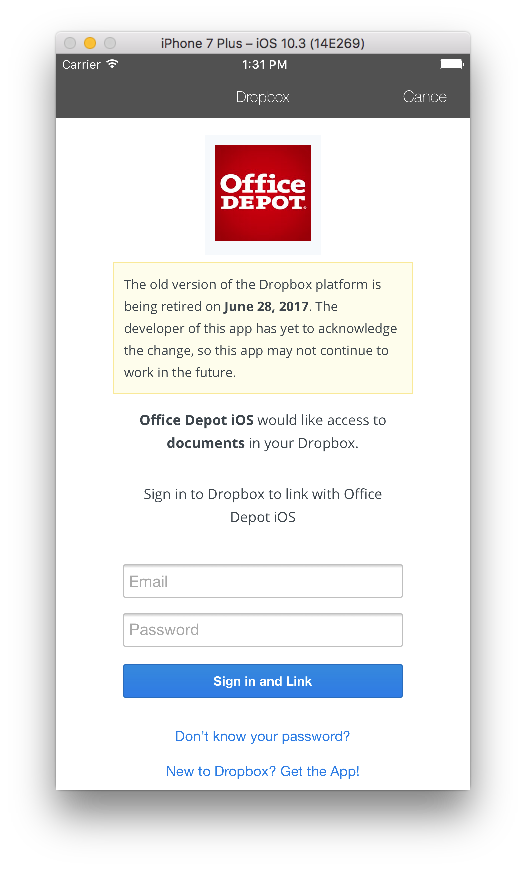 iPhone 7 Plus – iOS 10.3 (14E269)
Carrier 1:31 PM
Dropbox Cance
Office
DEPOT.
The old version of the Dropbox platform is
being retired on June 28, 2017. The
developer of this app has yet to acknowledge
the change, so this app may not continue to
work in the future.
Office Depot iOS would like access to
documents in your Dropbox.
Sign in to Dropbox to link with Office
Depot iOS
Email
Password
Sign in and Link
Don't know your password?
New to Dropbox? Get the App!